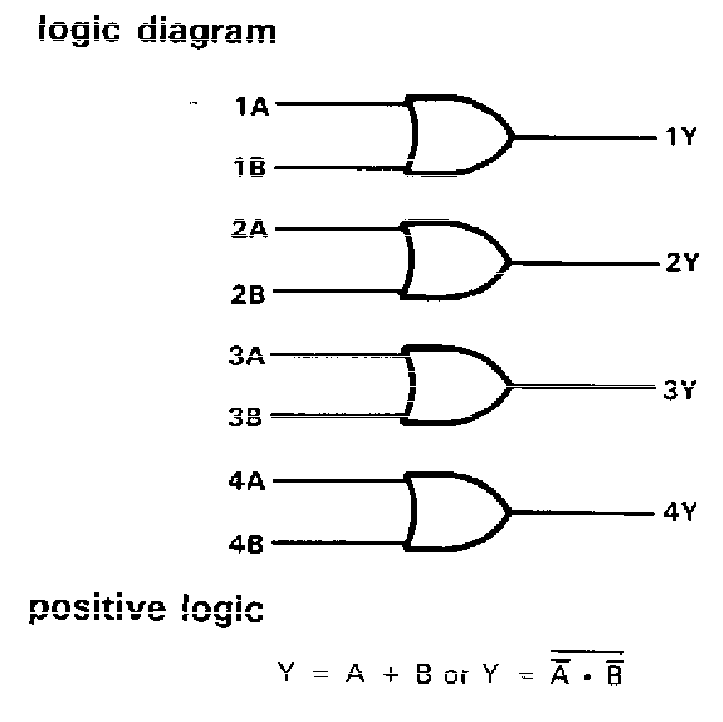 logic diagram
1A
1Y
1B
2A
2Y
2B
3A
3Y
3B
4A
4Y
4B
positive logic
Y = A + B or Y = \overline{\overline{A} • \overline{B}}